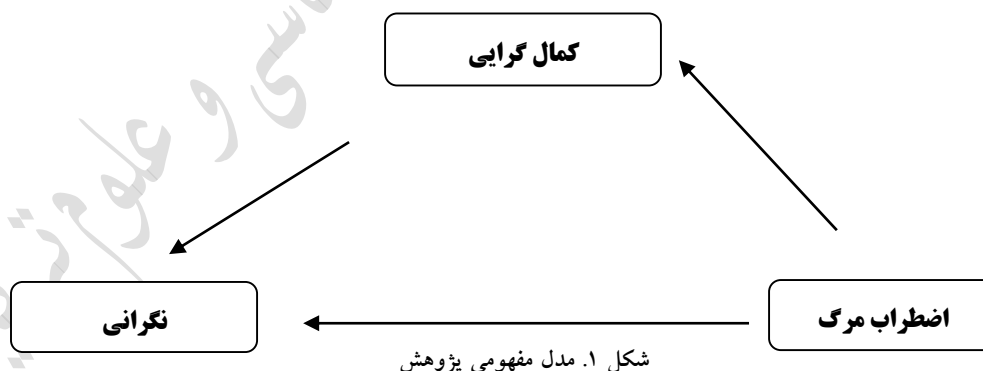 کمال گرایی
اضطراب مرگ
نگرانی
شکل ۱. مدل مفهومی پژوهش